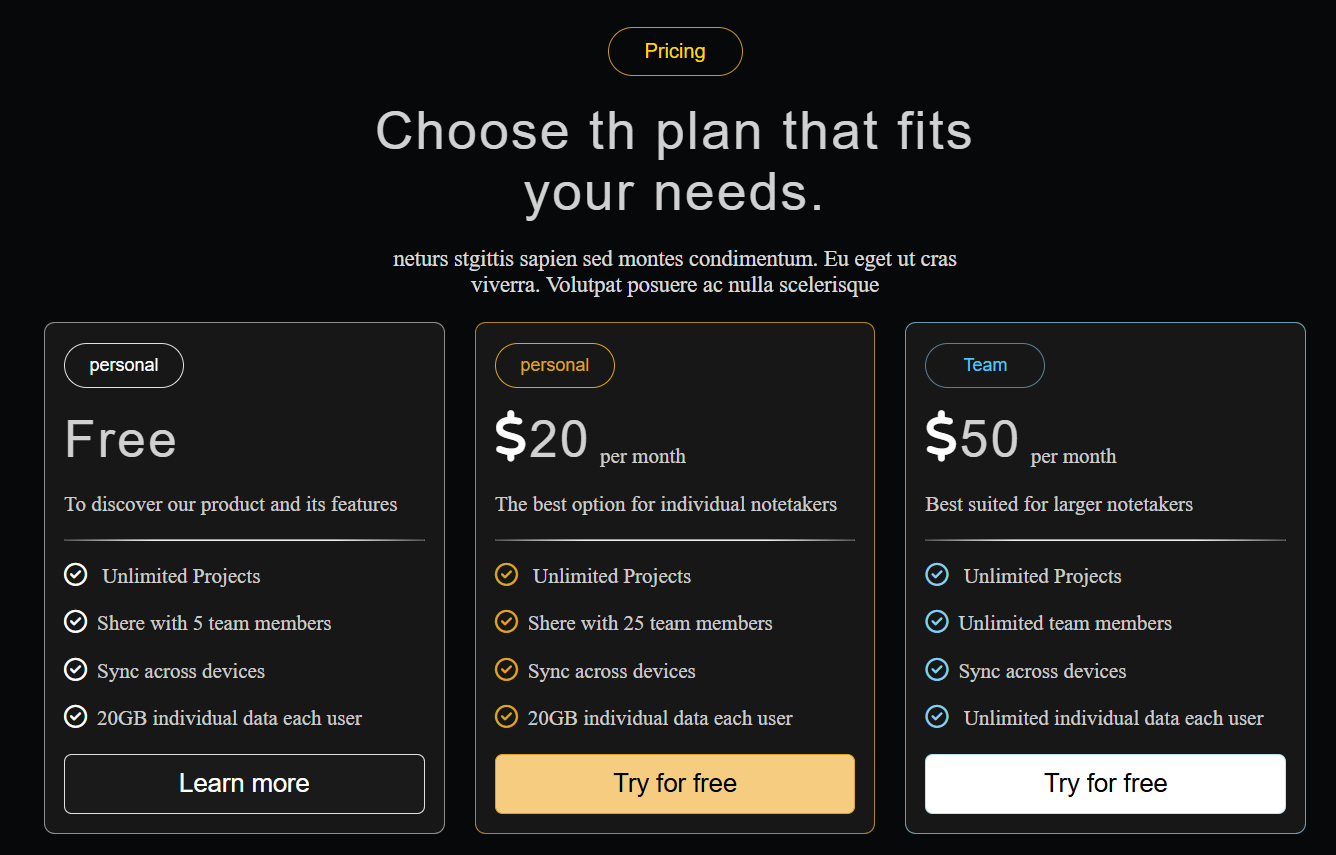 Pricing
Choose th plan that fits
your needs.
neturs stgittis sapien sed montes condimentum. Eu eget ut cras
viverra. Volutpat posuere ac nulla scelerisque
personal
Free
To discover our product and its features
Unlimited Projects
Shere with 5 team members
Sync across devices
20GB individual data each user
Learn more
personal
$20 per month
The best option for individual notetakers
Unlimited Projects
Shere with 25 team members
Sync across devices
20GB individual data each user
Try for free
Team
$50 per month
Best suited for larger notetakers
Unlimited Projects
Unlimited team members
Sync across devices
Unlimited individual data each user
Try for free